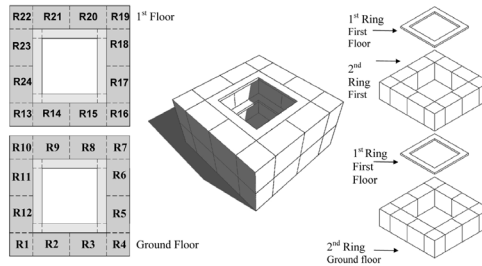 R22 R21 R20 R19
1st Floor
R23 R18
R24 R17
R13 R14 R15 R16
R10 R9 R8 R7
R11 R6
R12 R5
R1 R2 R3 R4
Ground Floor
1st Ring
First
Floor
2nd
Ring
First
1st Ring
First
Floor
2nd Ring
Ground floor